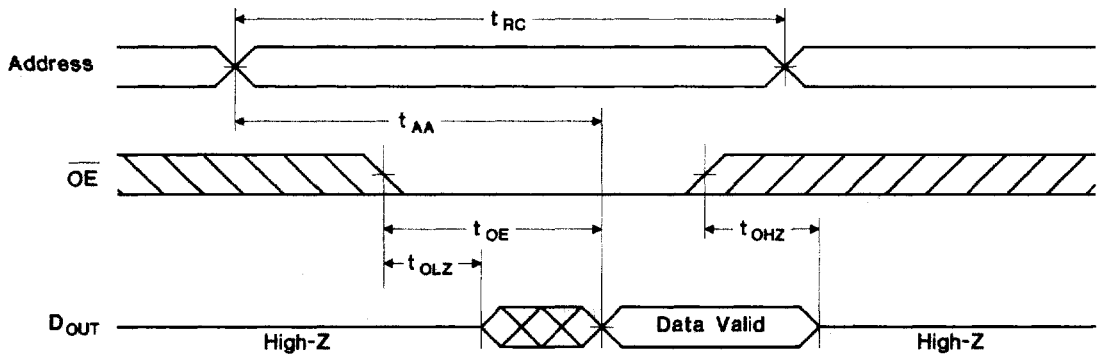 t RC
Address
t AA
OE
t OE
t OHZ
t OLZ
D OUT
High-Z
Data Valid
High-Z